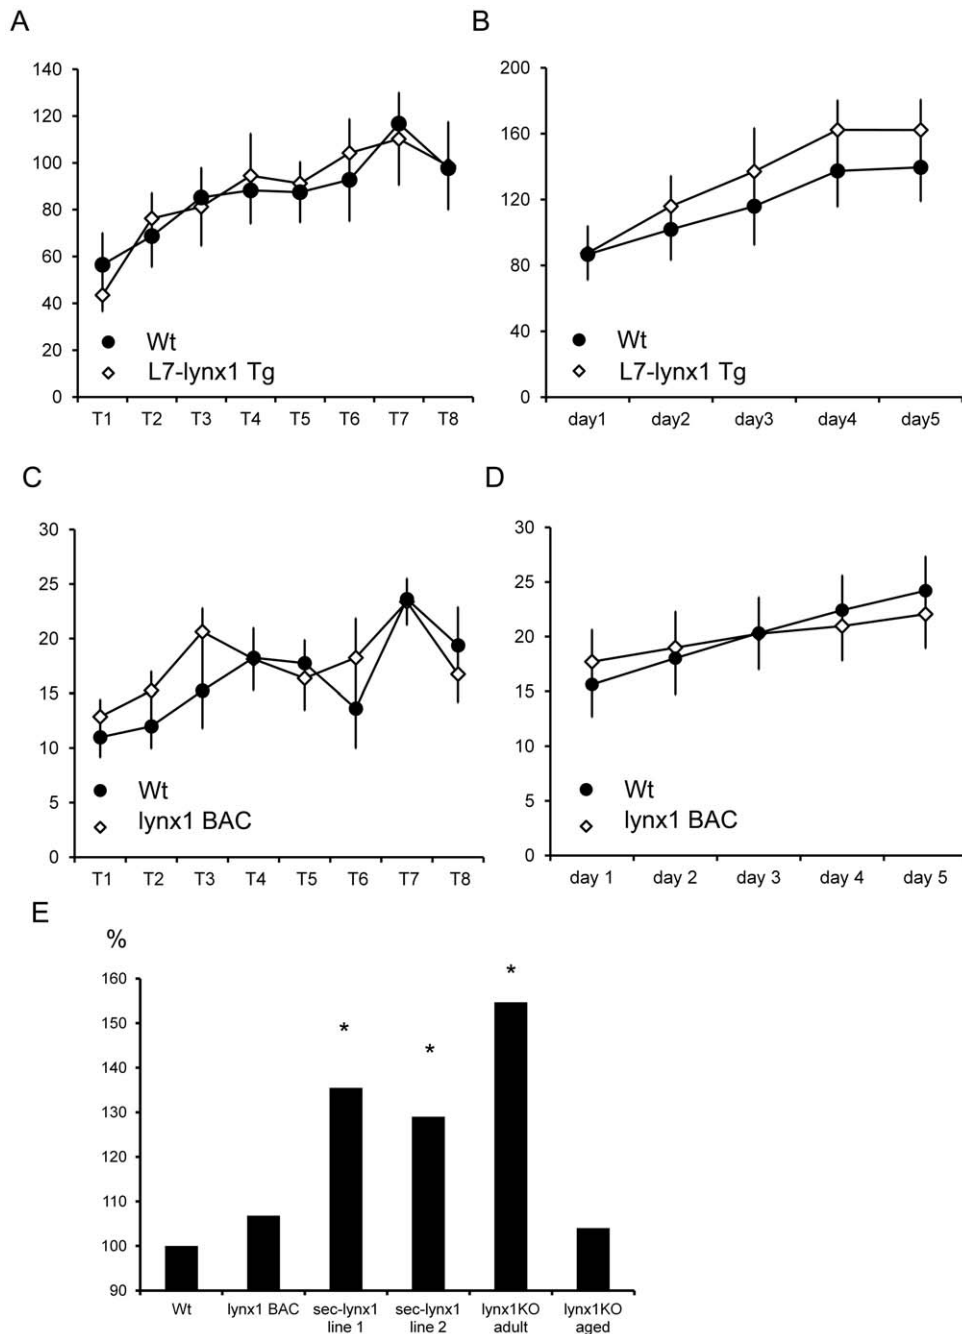 A
140
120
100
80
60
40
20
0
Wt
L7-lynx1 Tg
T1 T2 T3 T4 T5 T6 T7 T8
B
200
160
120
80
40
0
Wt
L7-lynx1 Tg
day1 day2 day3 day4 day5
C
30
25
20
15
10
5
0
Wt
lynx1 BAC
T1 T2 T3 T4 T5 T6 T7 T8
D
30
25
20
15
10
5
0
Wt
lynx1 BAC
day 1 day 2 day 3 day 4 day 5
E
%
160
150
140
130
120
110
100
90
* * *
Wt lynx1 BAC sec-lynx1 sec-lynx1 lynx1KO lynx1KO
line 1 line 2 adult aged